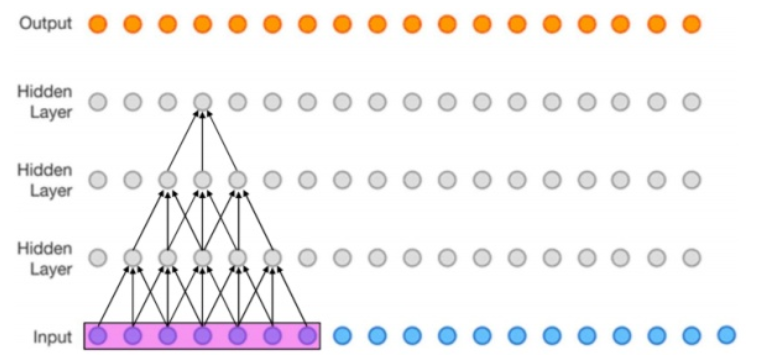 Output
Hidden
Layer
Hidden
Layer
Hidden
Layer
Input